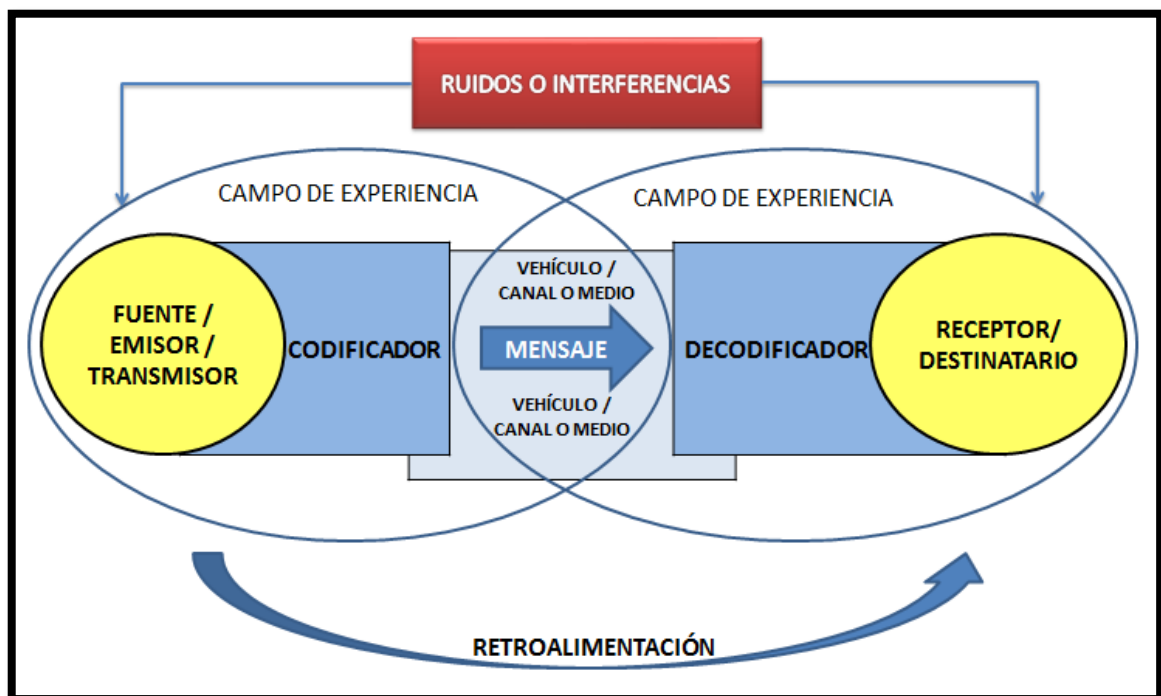 RUIDOS O INTERFERENCIAS
CAMPO DE EXPERIENCIA
CAMPO DE EXPERIENCIA
FUENTE /
EMISOR /
TRANSMISOR
CODIFICADOR
VEHÍCULO /
CANAL O MEDIO
MENSAJE
VEHÍCULO /
CANAL O MEDIO
DECODIFICADOR
RECEPTOR/
DESTINATARIO
RETROALIMENTACIÓN